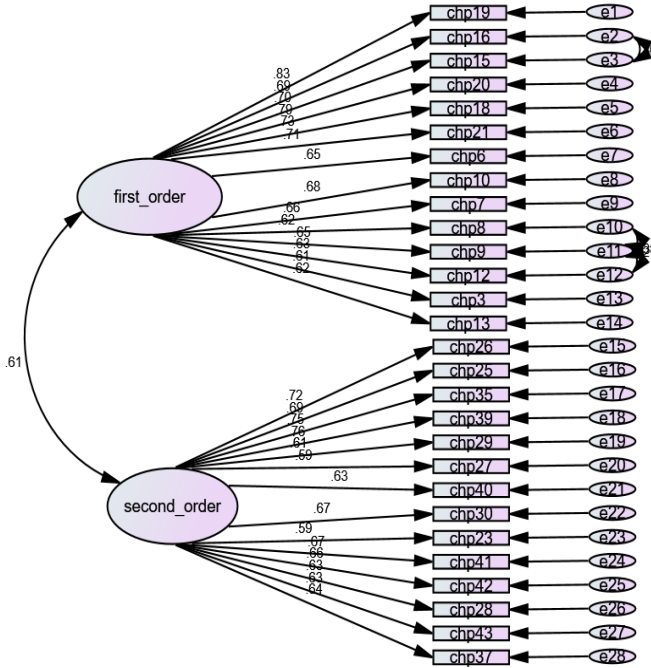 chp19 e1
chp16 e2
chp15 e3
.83
chp20 e4
.69
.70
chp18 e5
.79
.73
chp21 e6
.71
chp6 e7
.65
chp10 e8
.68
first_order
chp7 e9
.66
.62
chp8 e10
.65
chp9 e11
.63
.61
chp12 e12
.62
chp3 e13
chp13 e14
chp26 e15
.61
chp25 e16
chp35 e17
.72
.69
chp39 e18
.75
.76
chp29 e19
.61
.59
chp27 e20
.63
chp40 e21
second_order
.67
chp30 e22
.59
chp23 e23
.67
.66
chp41 e24
.63
.63
chp42 e25
.64
chp28 e26
chp43 e27
chp37 e28